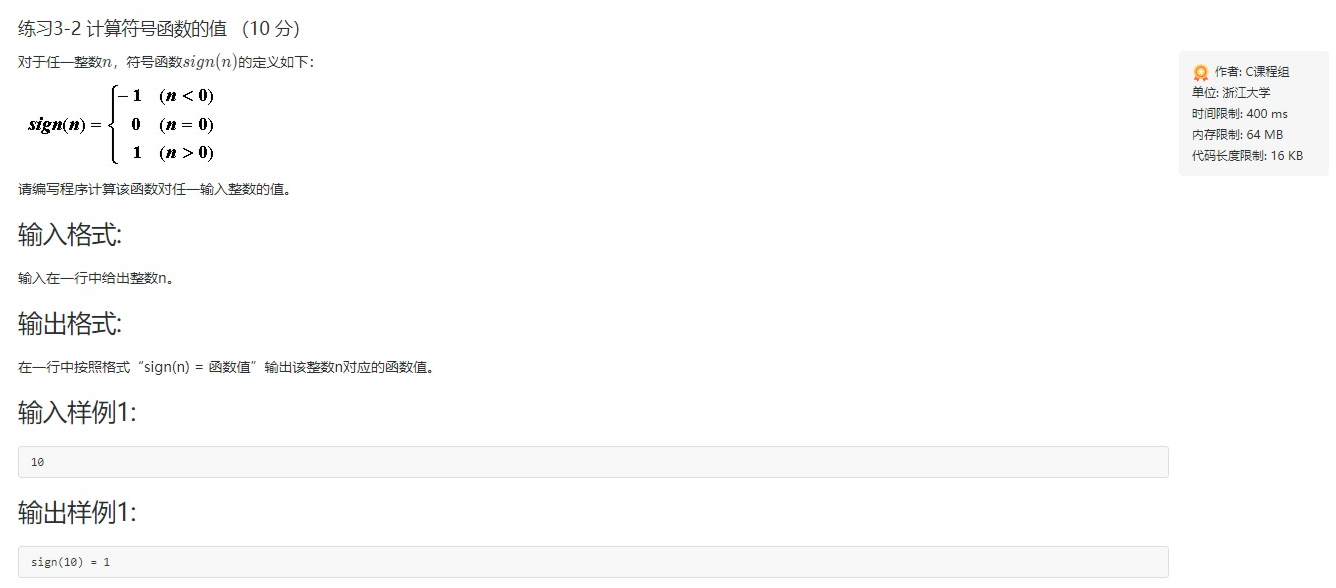 练习3-2 计算符号函数的值 （10 分）
对于任一整数n，符号函数sign(n)的定义如下：
作者: C课程组
单位: 浙江大学
时间限制: 400 ms
内存限制: 64 MB
代码长度限制: 16 KB
-1 (n < 0)
sign(n) = 0 (n = 0)
1 (n > 0)
请编写程序计算该函数对任一输入整数的值。
输入格式:
输入在一行中给出整数n。
输出格式:
在一行中按照格式“sign(n) = 函数值”输出该整数n对应的函数值。
输入样例1:
10
输出样例1:
sign(10) = 1